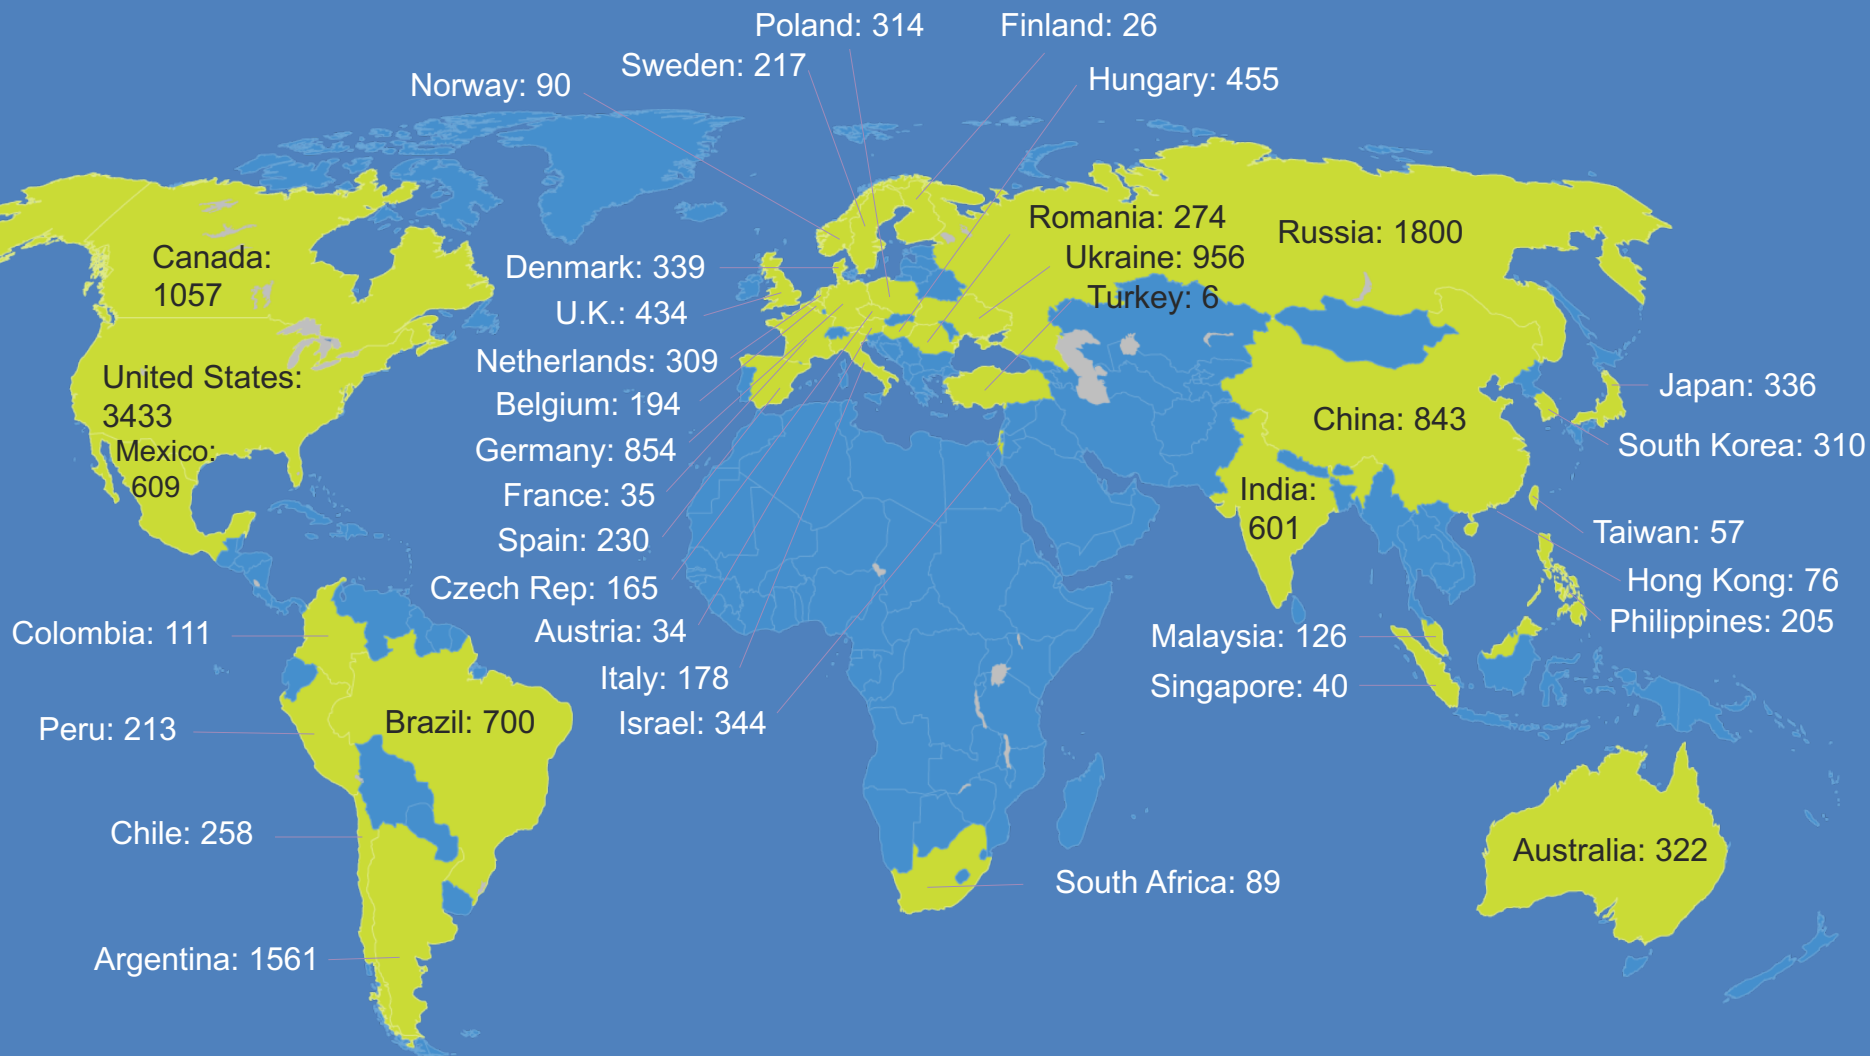 Poland: 314
Finland: 26
Sweden: 217
Hungary: 455
Norway: 90
Romania: 274
Russia: 1800
Canada:
1057
Denmark: 339
Ukraine: 956
Turkey: 6
U.K.: 434
Netherlands: 309
United States:
3433
Japan: 336
Belgium: 194
China: 843
Mexico:
609
Germany: 854
South Korea: 310
France: 35
India:
601
Spain: 230
Taiwan: 57
Czech Rep: 165
Hong Kong: 76
Colombia: 111
Austria: 34
Malaysia: 126
Philippines: 205
Italy: 178
Singapore: 40
Peru: 213
Brazil: 700
Israel: 344
Chile: 258
Australia: 322
South Africa: 89
Argentina: 1561